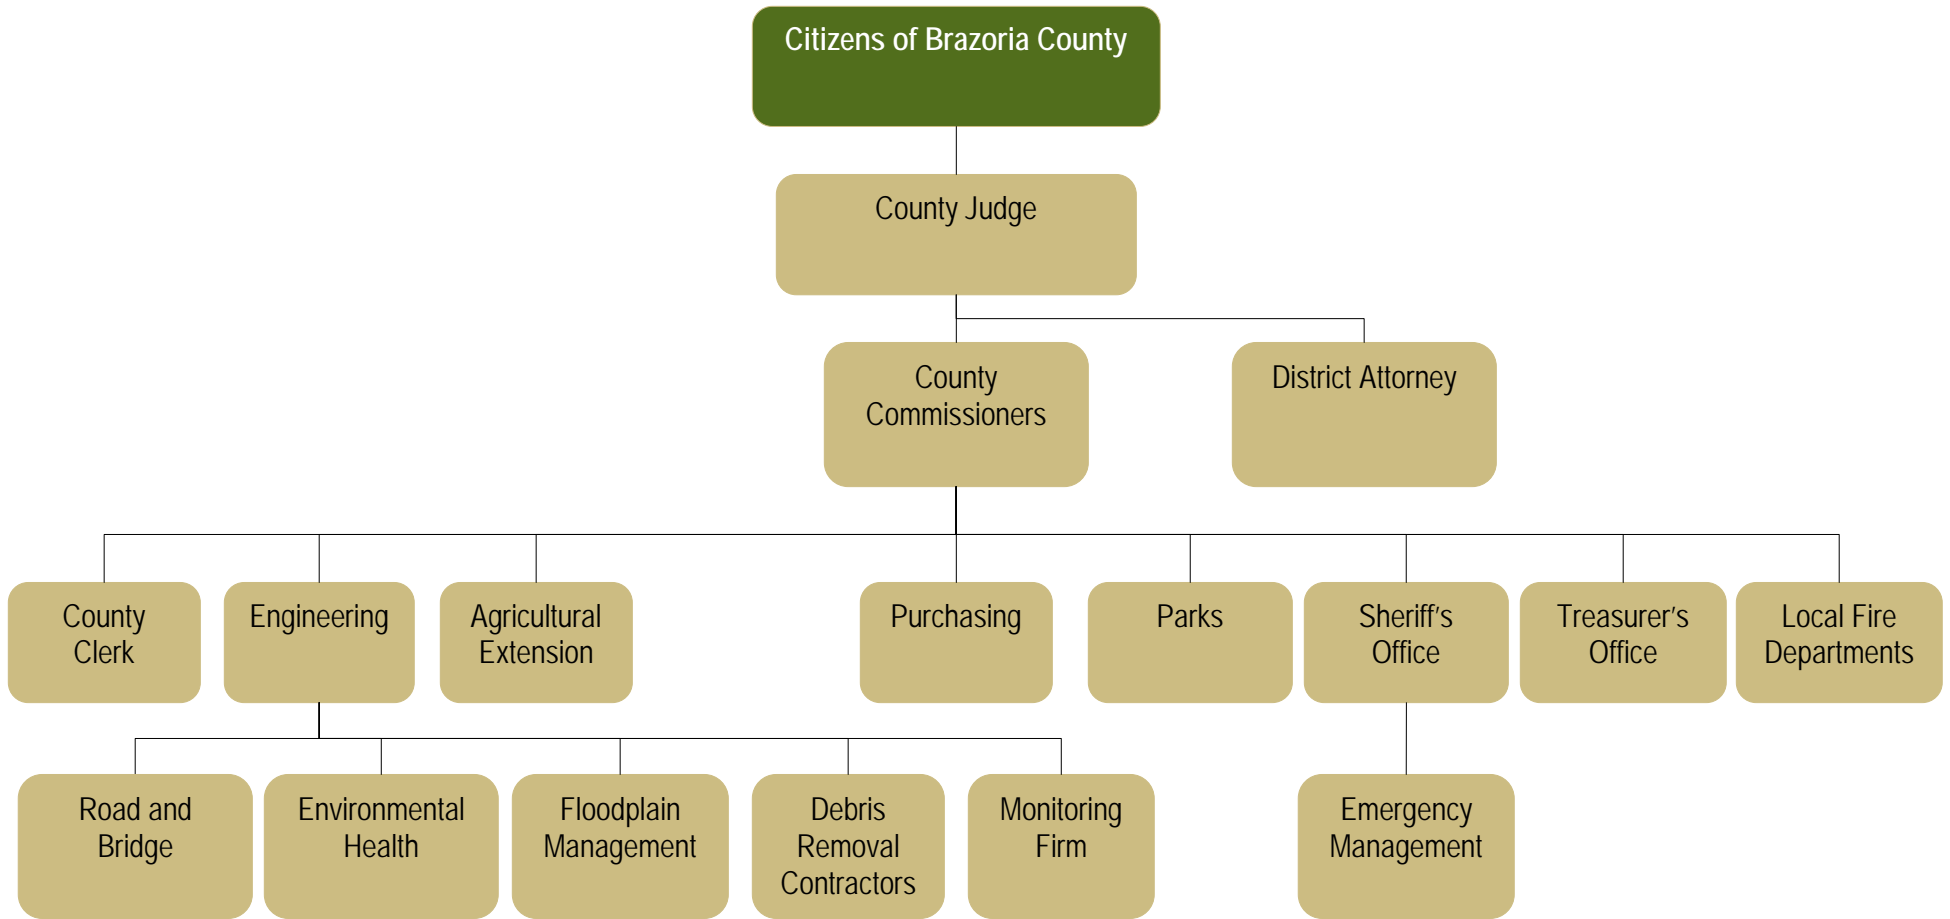 Citizens of Brazoria County
County Judge
County
Commissioners
District Attorney
County
Clerk
Engineering
Agricultural
Extension
Purchasing
Parks
Sheriff's
Office
Treasurer's
Office
Local Fire
Departments
Road and
Bridge
Environmental
Health
Floodplain
Management
Debris
Removal
Contractors
Monitoring
Firm
Emergency
Management